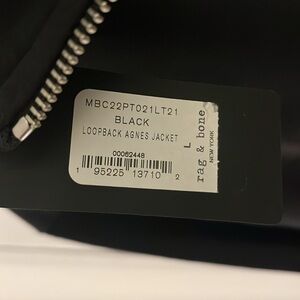 MBC22PT021LT21
BLACK
LOOPBACK AGNES JACKET
00062448
1 95225 13710 2
L
rag & bone
NEW YORK